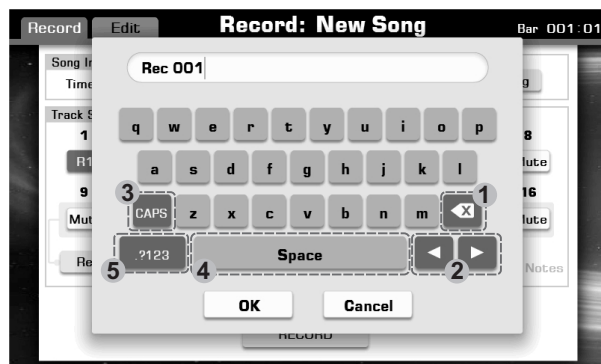 Record Edit Record: New Song Bar 001:01
Song In
Time
g
Rec 001
Track S
1
8
q w e r t y u i o p
R1
Mute
a s d f g h j k l
9
16
3
1
CAPS z x c v b n m X
Mut
lute
.?123 Space
Re
Notes
5
4
2
OK Cancel
RECORD